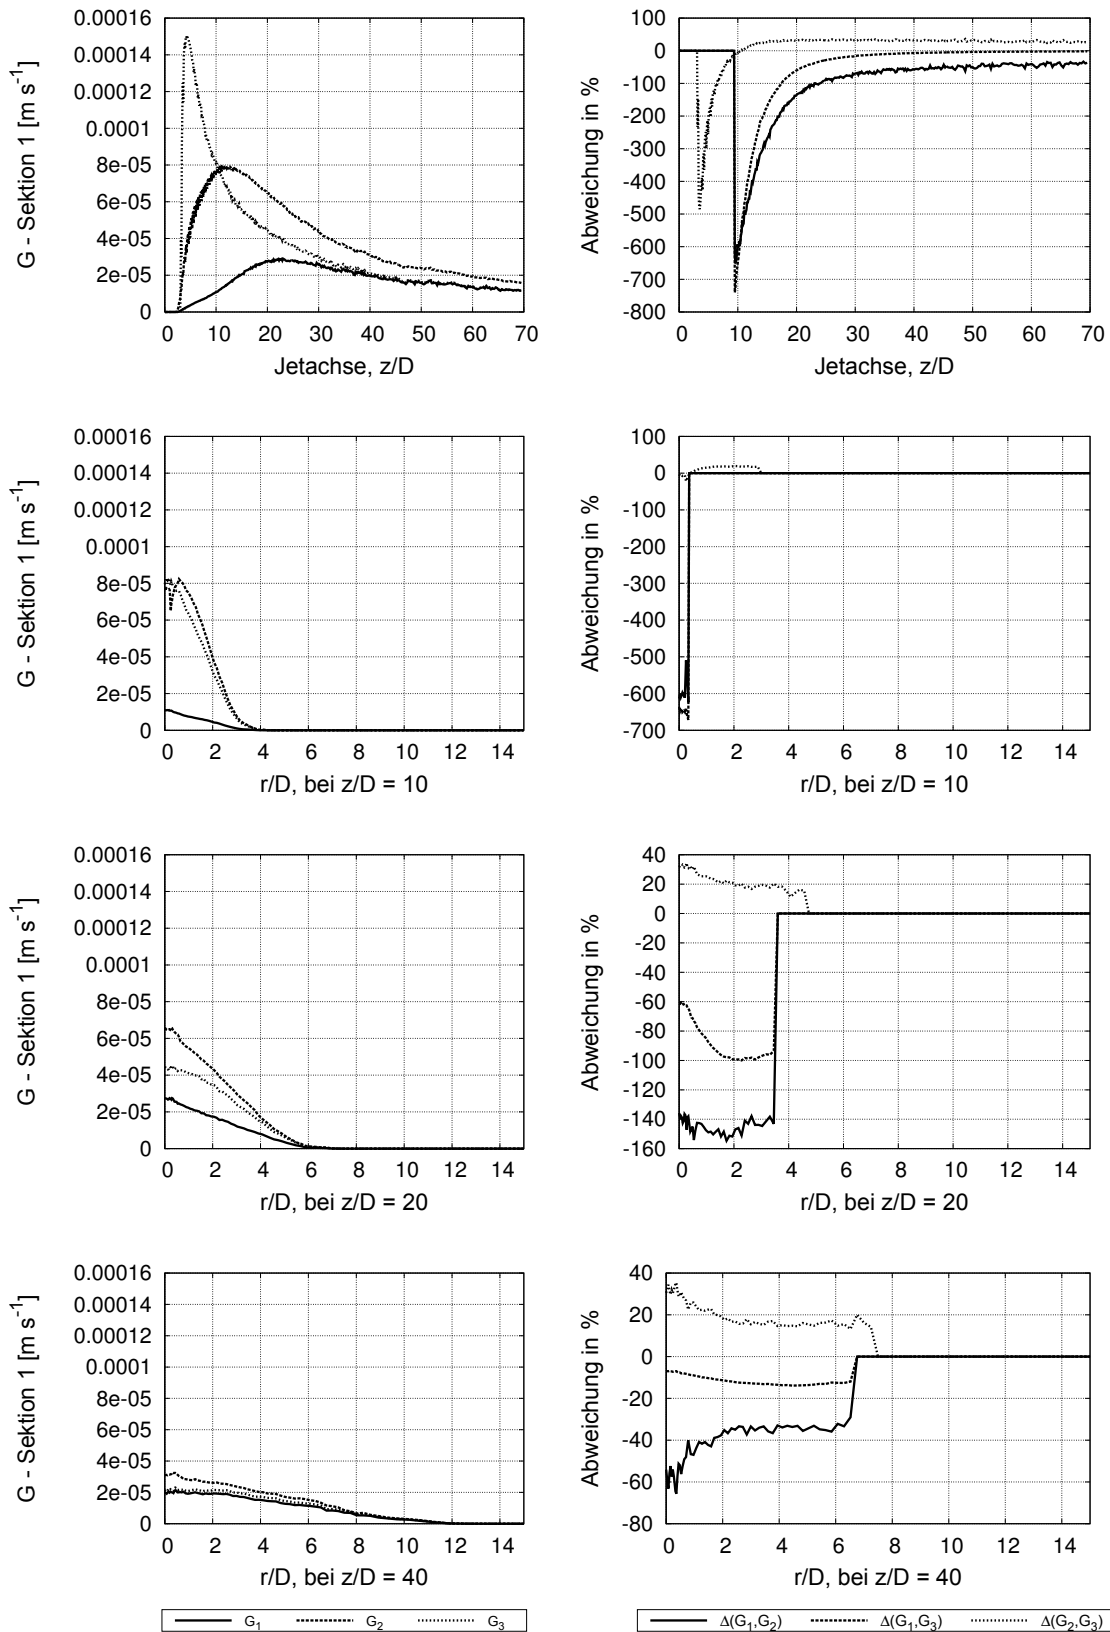 G - Sektion 1 [m s⁻¹]
0.00016
0.00014
0.00012
0.0001
8e-05
6e-05
4e-05
2e-05
0
0 10 20 30 40 50 60 70
Jetachse, z/D
Abweichung in %
100
0
-100
-200
-300
-400
-500
-600
-700
-800
0 10 20 30 40 50 60 70
Jetachse, z/D
G - Sektion 1 [m s⁻¹]
0.00016
0.00014
0.00012
0.0001
8e-05
6e-05
4e-05
2e-05
0
0 2 4 6 8 10 12 14
r/D, bei z/D = 10
Abweichung in %
100
0
-100
-200
-300
-400
-500
-600
-700
0 2 4 6 8 10 12 14
r/D, bei z/D = 10
G - Sektion 1 [m s⁻¹]
0.00016
0.00014
0.00012
0.0001
8e-05
6e-05
4e-05
2e-05
0
0 2 4 6 8 10 12 14
r/D, bei z/D = 20
Abweichung in %
40
20
0
-20
-40
-60
-80
-100
-120
-140
-160
0 2 4 6 8 10 12 14
r/D, bei z/D = 20
G - Sektion 1 [m s⁻¹]
0.00016
0.00014
0.00012
0.0001
8e-05
6e-05
4e-05
2e-05
0
0 2 4 6 8 10 12 14
r/D, bei z/D = 40
Abweichung in %
40
20
0
-20
-40
-60
-80
0 2 4 6 8 10 12 14
r/D, bei z/D = 40
G₁ G₂ G₃
Δ(G₁,G₂) Δ(G₁,G₃) Δ(G₂,G₃)